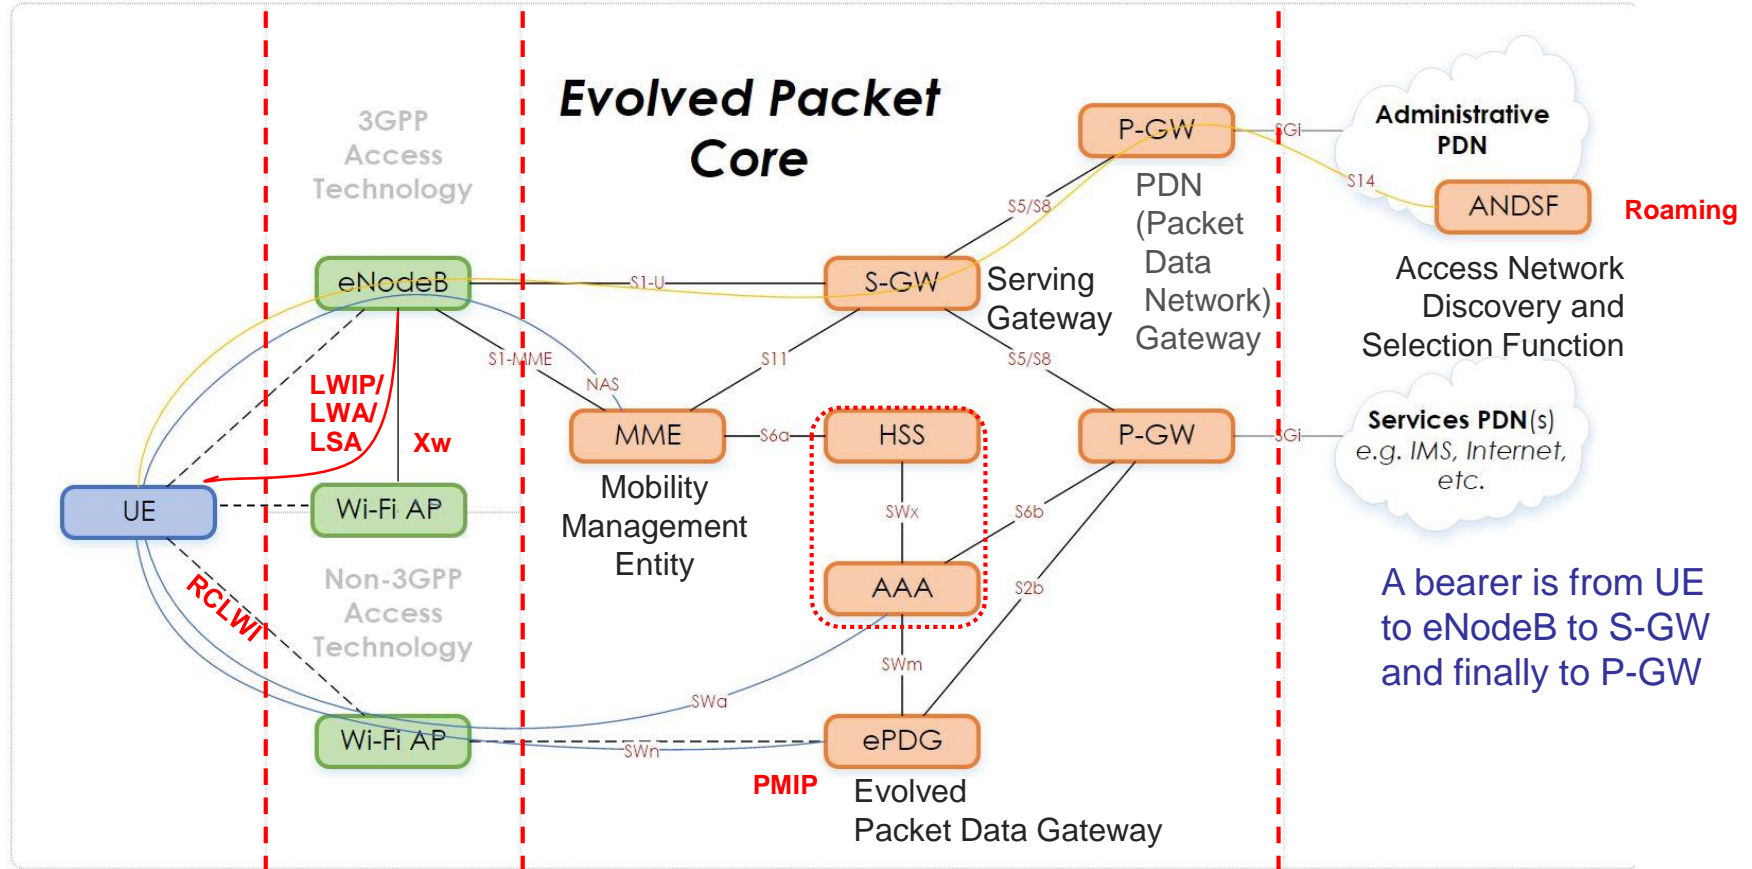 Evolved Packet
Core
3GPP
Access
Technology
P-GW
SGi
Administrative
PDN
S14
ANDSF
Roaming
PDN
(Packet
Data
Network)
Gateway
S5/S8
Access Network
Discovery and
Selection Function
eNodeB
S1-U
S-GW
Serving
Gateway
S1-MME
S11
S5/S8
NAS
LWIP/
LWA/
LSA
Xw
MME
S6a
HSS
P-GW
SGi
Services PDN(s)
e.g. IMS, Internet,
etc.
Mobility
Management
Entity
UE
Wi-Fi AP
SWx
S6b
Non-3GPP
Access
Technology
RCLWI
AAA
S2b
A bearer is from UE
to eNodeB to S-GW
and finally to P-GW
SWm
SWa
Wi-Fi AP
SWn
ePDG
PMIP
Evolved
Packet Data Gateway